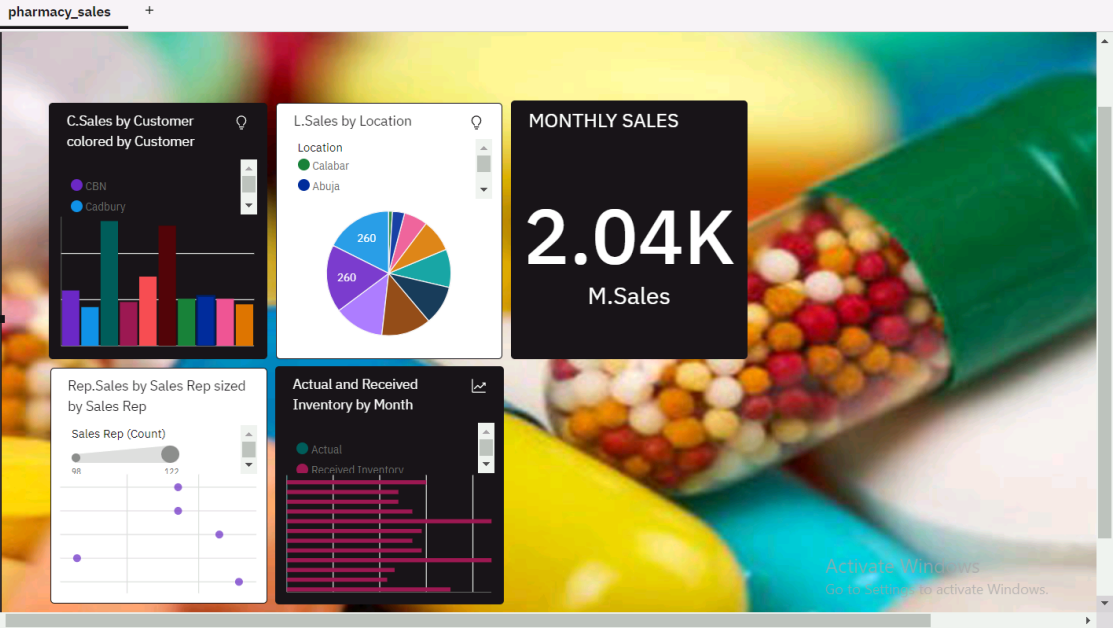 pharmacy_sales
+
C.Sales by Customer
colored by Customer
CBN
Cadbury
L.Sales by Location
Location
Calabar
Abuja
260
260
MONTHLY SALES
2.04K
M.Sales
Rep.Sales by Sales Rep sized
by Sales Rep
Sales Rep (Count)
98
122
Actual and Received
Inventory by Month
Actual
Received Inventory
Activate Windows
Go to Settings to activate Windows.